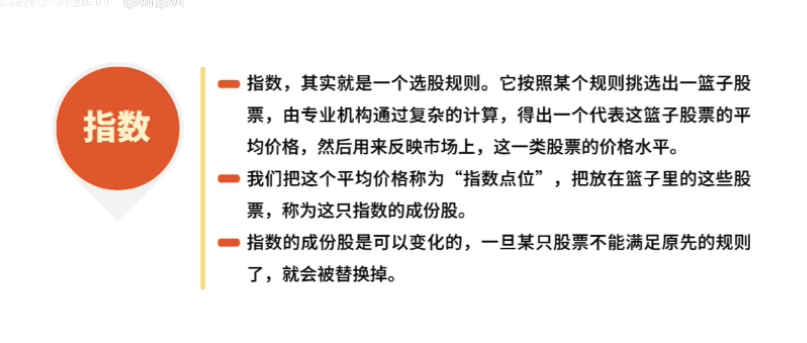 指数
指数，其实就是一个选股规则。它按照某个规则挑选出一篮子股
票，由专业机构通过复杂的计算，得出一个代表这篮子股票的平
均价格，然后用来反映市场上，这一类股票的价格水平。
我们把这个平均价格称为“指数点位”，把放在篮子里的这些股
票，称为这只指数的成份股。
指数的成份股是可以变化的，一旦某只股票不能满足原先的规则
了，就会被替换掉。